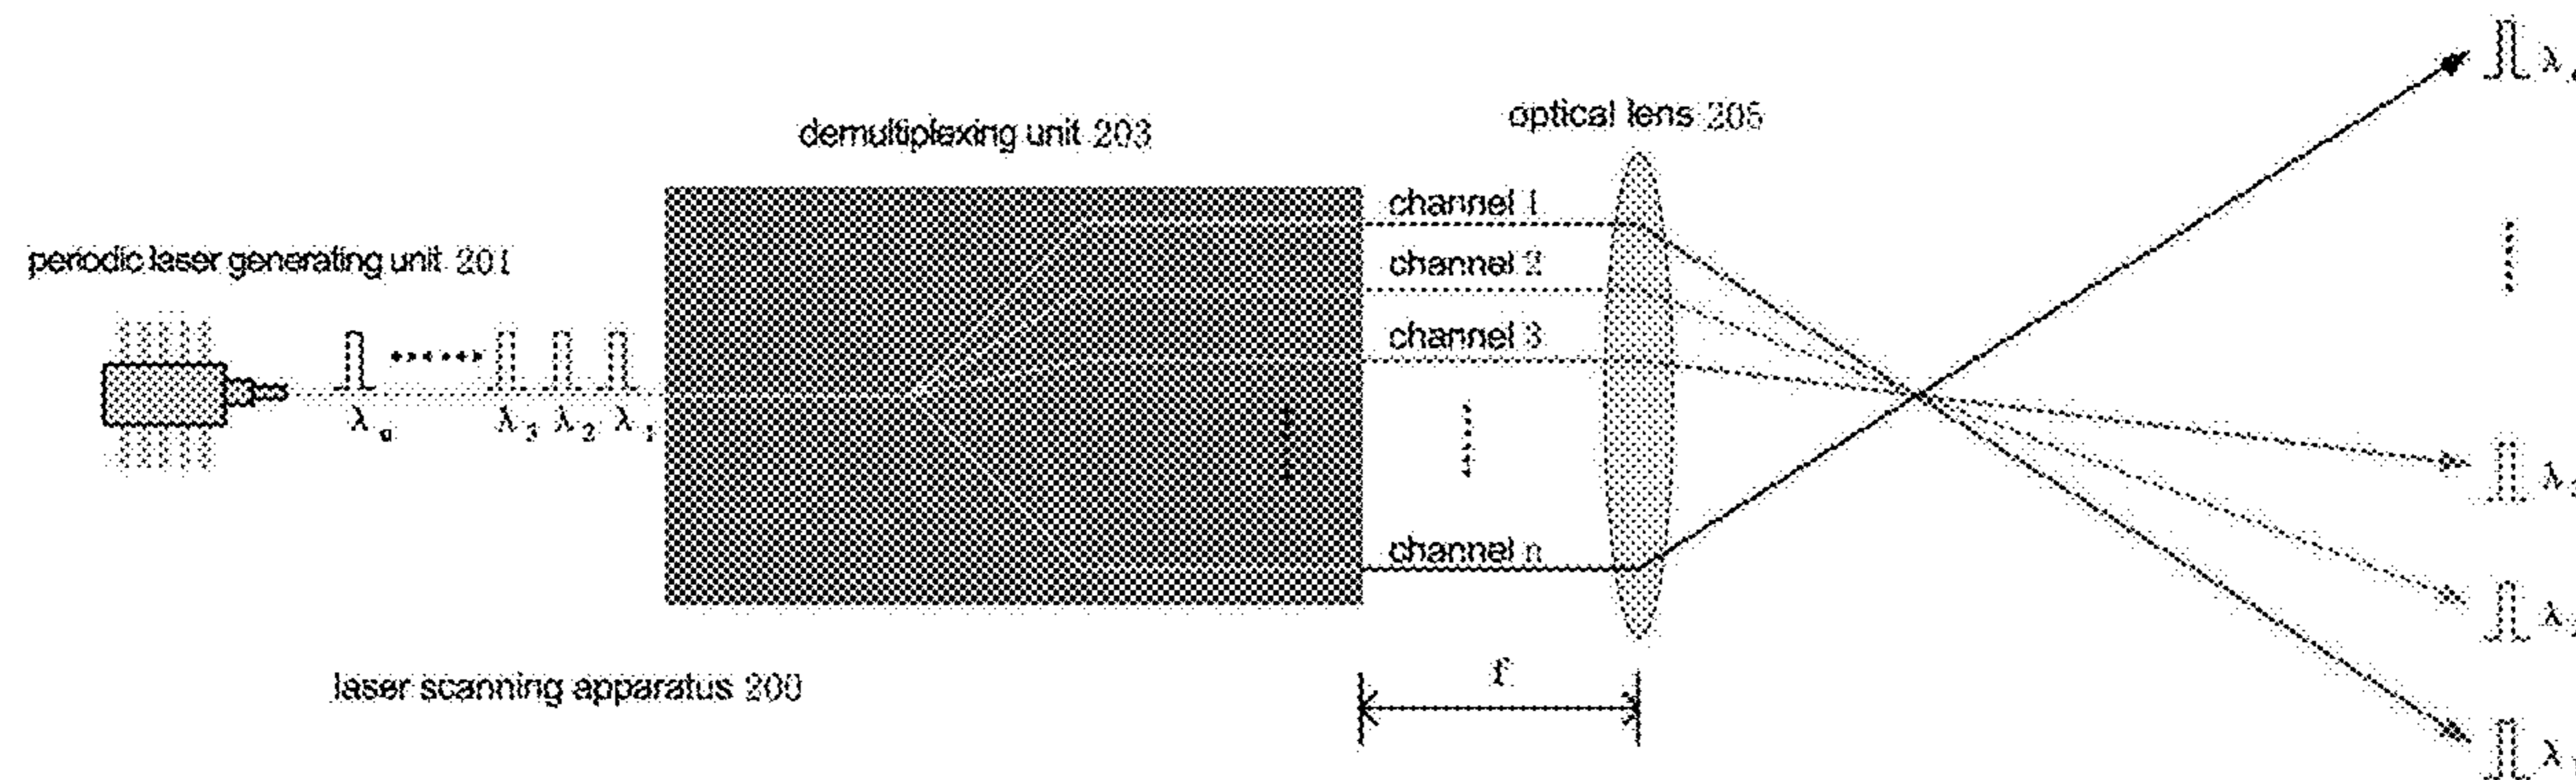 optical lens 205
demultiplexing unit 203
channel 1
periodic laser generating unit 201
channel 2
channel 3
λ₃ λ₂ λ₁
channel n
f
laser scanning apparatus 200